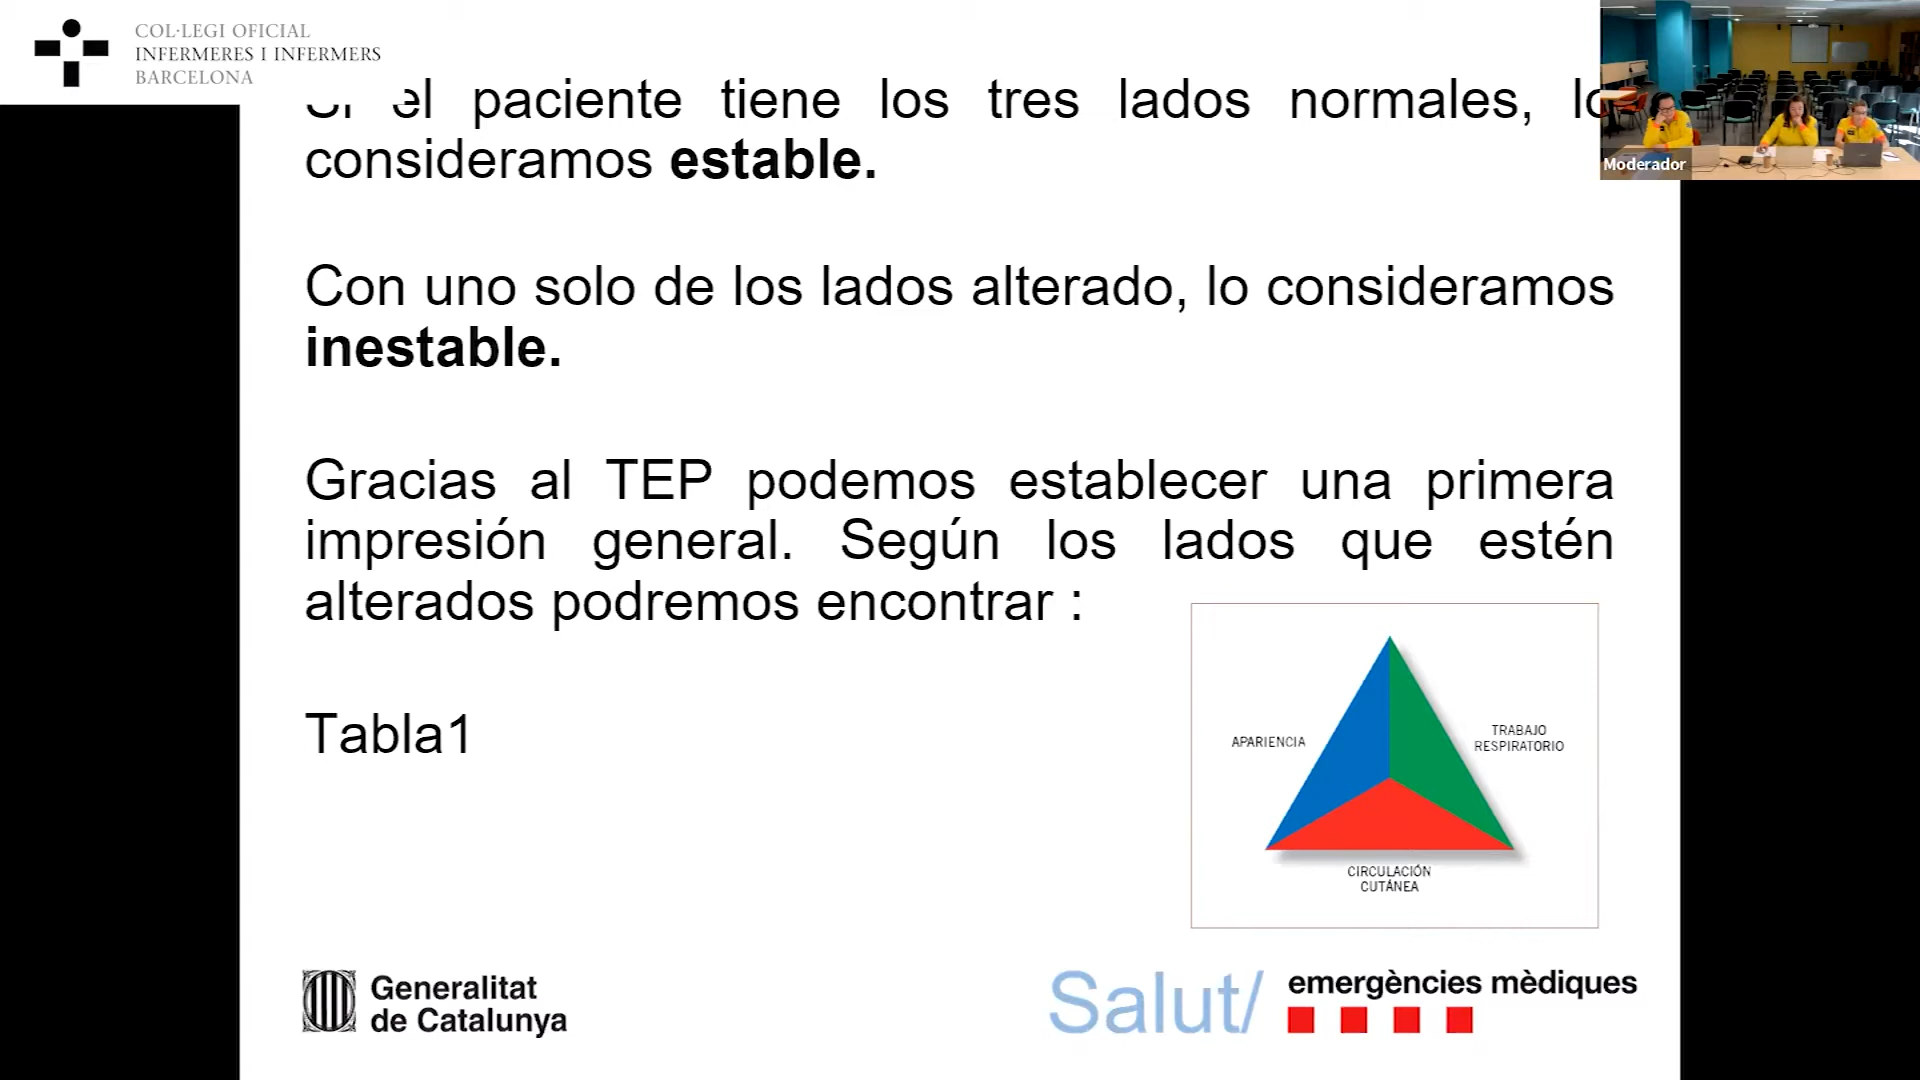 COL·LEGI OFICIAL
INFERMERES I INFERMERS
BARCELONA
Si el paciente tiene los tres lados normales, lo
consideramos estable.
Moderador
Con uno solo de los lados alterado, lo consideramos
inestable.
Gracias al TEP podemos establecer una primera
impresión general. Según los lados que estén
alterados podremos encontrar :
Tabla1
APARIENCIA
TRABAJO
RESPIRATORIO
CIRCULACIÓN
CUTÁNEA
Generalitat
de Catalunya
Salut/
emergències mèdiques